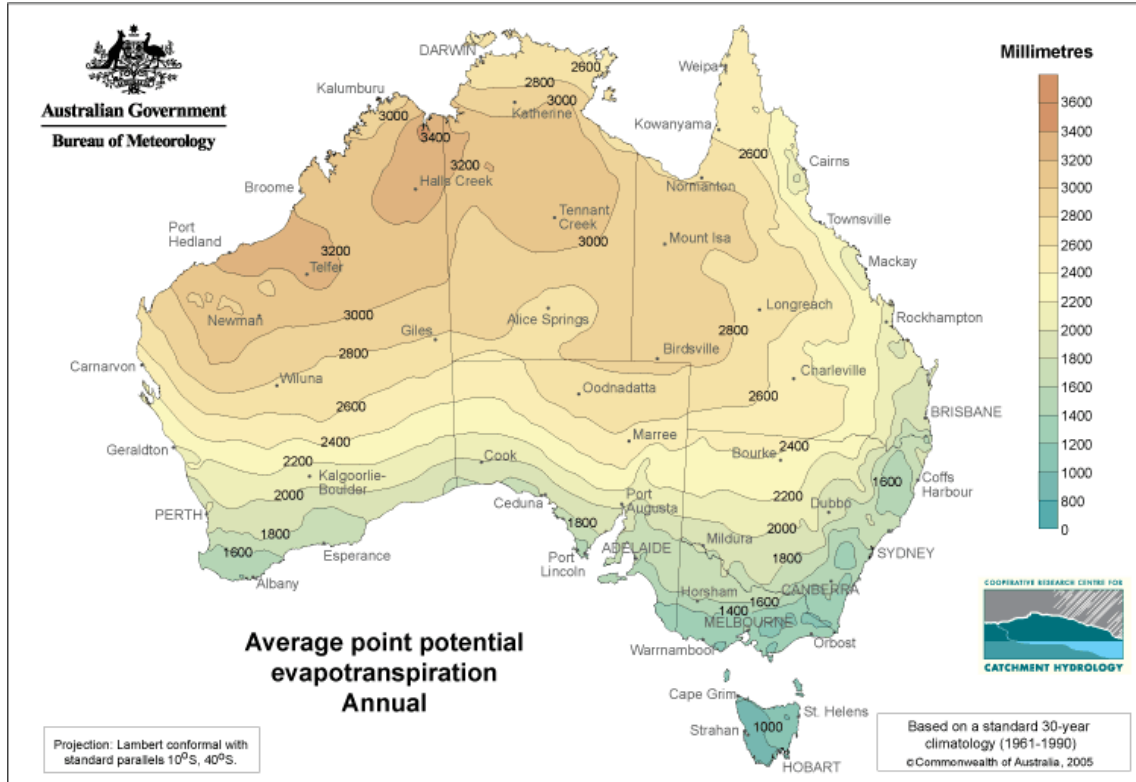 Australian Government
Bureau of Meteorology
Millimetres
3600
3400
3200
3000
2800
2600
2400
2200
2000
1800
1600
1400
1200
1000
800
0
DARWIN
2600
Weipa
2800
Kalumburu
3000
3000
Katherine
Kowanyama
3400
3200
2600
Cairns
Halls Creek
Normanton
Broome
Tennant
Creek
Townsville
Port
Hedland
3000
Mount Isa
3200
Telfer
Mackay
Newman
3000
Alice Springs
Longreach
Rockhampton
Giles
2800
2800
Birdsville
Carnarvon
Wiluna
Oodnadatta
Charleville
2600
2600
BRISBANE
2400
Marree
2400
Geraldton
Bourke
2200
Cook
Kalgoorlie-
Boulder
1600
Coffs
Harbour
2000
Ceduna
Port
Augusta
2200
Dubbo
PERTH
1800
1800
2000
Mildura
1600
Esperance
ADELAIDE
1800
SYDNEY
Albany
Port
Lincoln
Horsham
CANBERRA
1600
1400
MELBOURNE
Warrnambool
Orbost
Cape Grim
St. Helens
Strahan
1000
HOBART
Average point potential
evapotranspiration
Annual
COOPERATIVE RESEARCH CENTRE FOR
CATCHMENT HYDROLOGY
Projection: Lambert conformal with
standard parallels 10°S, 40°S.
Based on a standard 30-year
climatology (1961-1990)
©Commonwealth of Australia, 2005